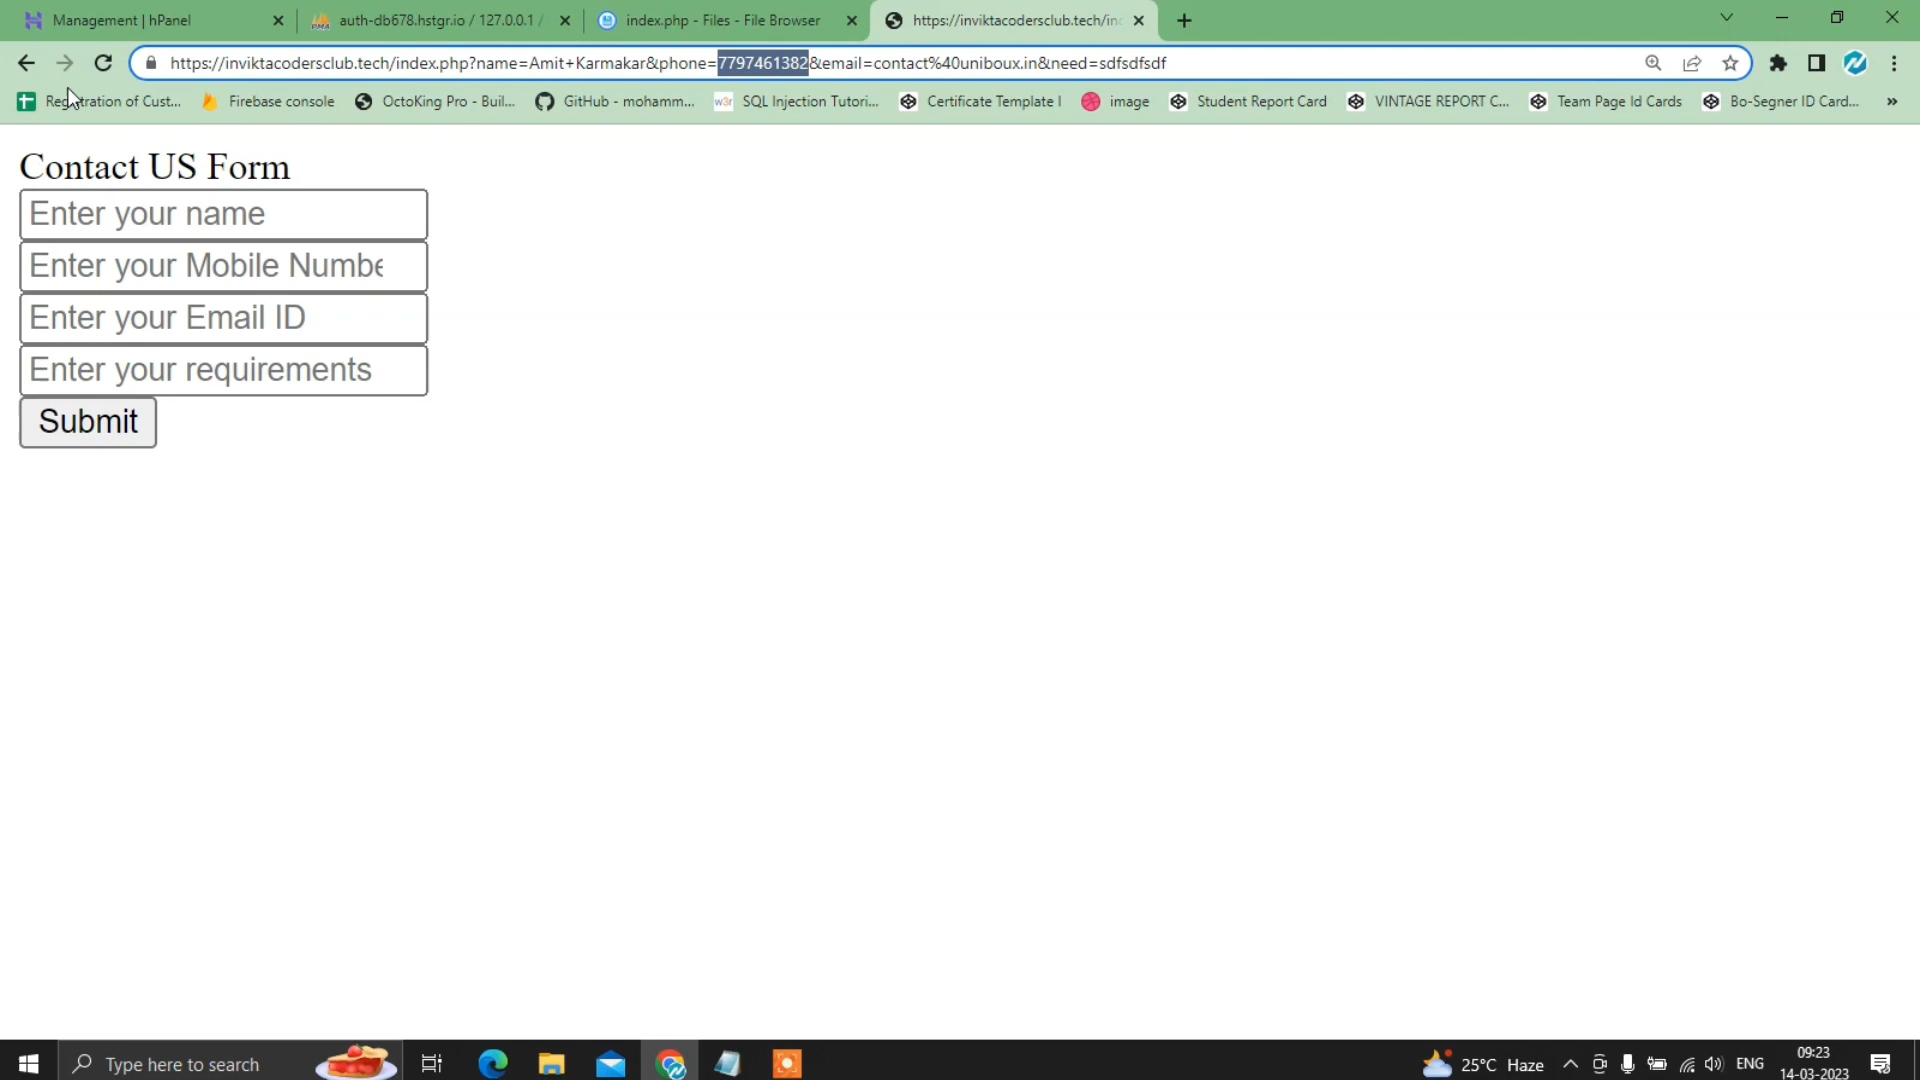 Management | hPanel
auth-db678.hstgr.io / 127.0.0.1 /
index.php - Files - File Browser
https://inviktacodersclub.tech/in
https://inviktacodersclub.tech/index.php?name=Amit+Karmakar&phone=7797461382&email=contact%40uniboux.in&need=sdfsdfsdf
Registration of Cust...
Firebase console
OctoKing Pro - Buil...
GitHub - mohamm...
w3r
SQL Injection Tutori...
Certificate Template I
image
Student Report Card
VINTAGE REPORT C...
Team Page Id Cards
Bo-Segner ID Card...
»
Contact US Form
Enter your name
Enter your Mobile Numbe
Enter your Email ID
Enter your requirements
Submit
Type here to search
25°C Haze
ENG
09:23
14-03-2023